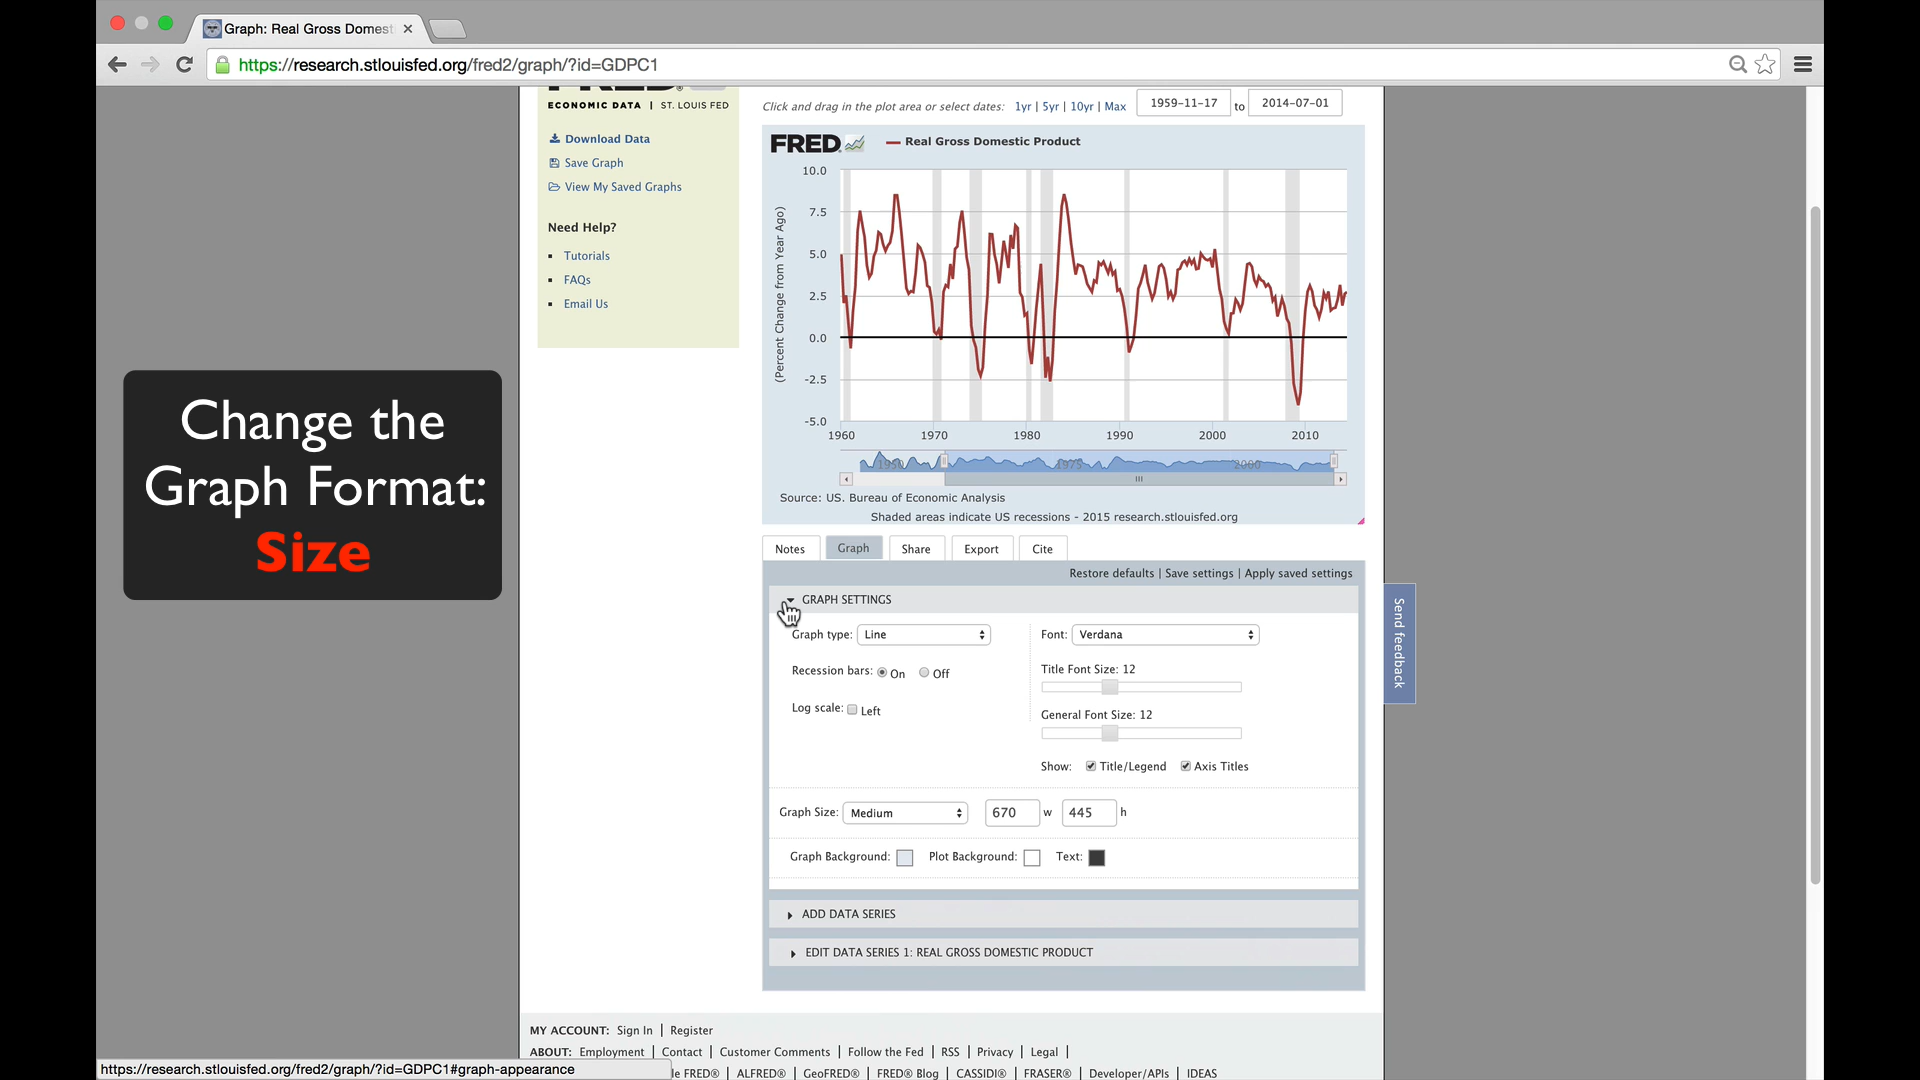 Graph: Real Gross Domest
https://research.stlouisfed.org/fred2/graph/?id=GDPC1
ECONOMIC DATA | ST. LOUIS FED
Download Data
Save Graph
View My Saved Graphs
Need Help?
Tutorials
FAQs
Email Us
Change the
Graph Format:
Size
Click and drag in the plot area or select dates: 1yr | 5yr | 10yr | Max 1959-11-17 to 2014-07-01
FRED Real Gross Domestic Product
(Percent Change from Year Ago)
10.0
7.5
5.0
2.5
0.0
-2.5
-5.0
1960 1970 1980 1990 2000 2010
1950 1975 2000
Source: US. Bureau of Economic Analysis
Shaded areas indicate US recessions - 2015 research.stlouisfed.org
Notes Graph Share Export Cite
Restore defaults | Save settings | Apply saved settings
GRAPH SETTINGS
Graph type: Line
Recession bars: On Off
Log scale: Left
Font: Verdana
Title Font Size: 12
General Font Size: 12
Show: Title/Legend Axis Titles
Graph Size: Medium 670 w 445 h
Graph Background: Plot Background: Text:
ADD DATA SERIES
EDIT DATA SERIES 1: REAL GROSS DOMESTIC PRODUCT
Send feedback
MY ACCOUNT: Sign In | Register
ABOUT: Employment | Contact | Customer Comments | Follow the Fed | RSS | Privacy | Legal |
le FRED® | ALFRED® | GeoFRED® | FRED® Blog | CASSIDI® | FRASER® | Developer/APIs | IDEAS
https://research.stlouisfed.org/fred2/graph/?id=GDPC1#graph-appearance